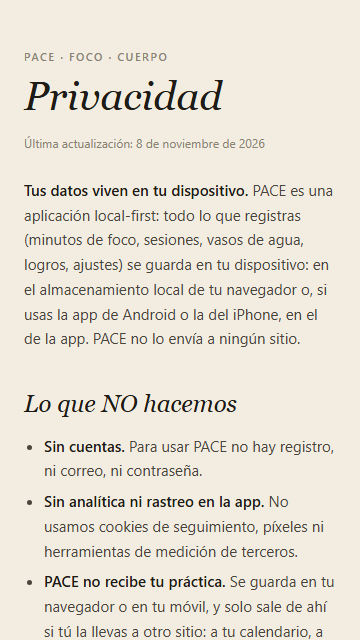 PACE · FOCO · CUERPO
Privacidad
Última actualización: 8 de noviembre de 2026
Tus datos viven en tu dispositivo. PACE es una
aplicación local-first: todo lo que registras
(minutos de foco, sesiones, vasos de agua,
logros, ajustes) se guarda en tu dispositivo: en
el almacenamiento local de tu navegador o, si
usas la app de Android o la del iPhone, en el
de la app. PACE no lo envía a ningún sitio.
Lo que NO hacemos
• Sin cuentas. Para usar PACE no hay registro,
ni correo, ni contraseña.
• Sin analítica ni rastreo en la app. No
usamos cookies de seguimiento, píxeles ni
herramientas de medición de terceros.
• PACE no recibe tu práctica. Se guarda en tu
navegador o en tu móvil, y solo sale de ahí
si tú la llevas a otro sitio: a tu calendario, a